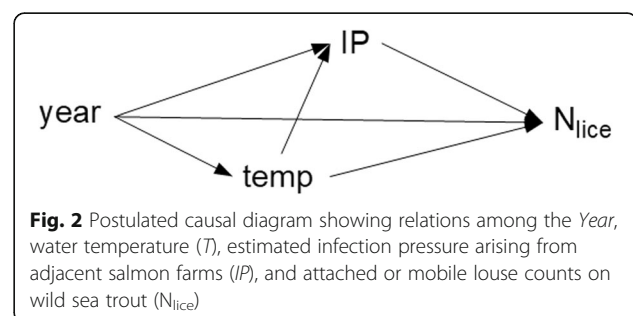 IP
year
N_lice
temp
Fig. 2 Postulated causal diagram showing relations among the Year,
water temperature (T), estimated infection pressure arising from
adjacent salmon farms (IP), and attached or mobile louse counts on
wild sea trout (N_lice)